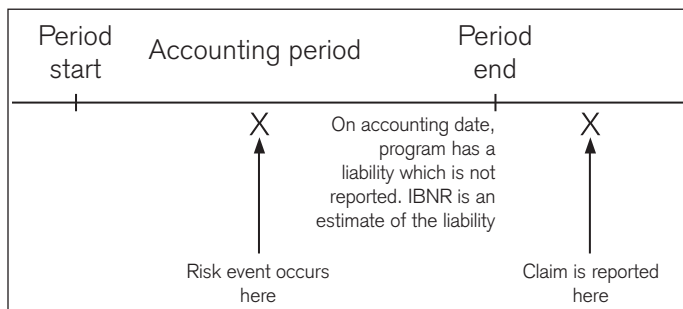 Period
start
Accounting period
Period
end
X
On accounting date,
program has a
liability which is not
reported. IBNR is an
estimate of the liability
X
Risk event occurs
here
Claim is reported
here